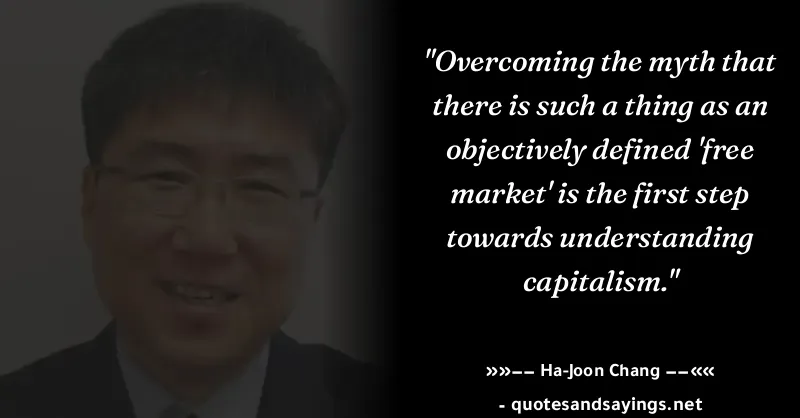 "Overcoming the myth that
there is such a thing as an
objectively defined 'free
market' is the first step
towards understanding
capitalism."
»»−− Ha-Joon Chang −−««
- quotesandsayings.net